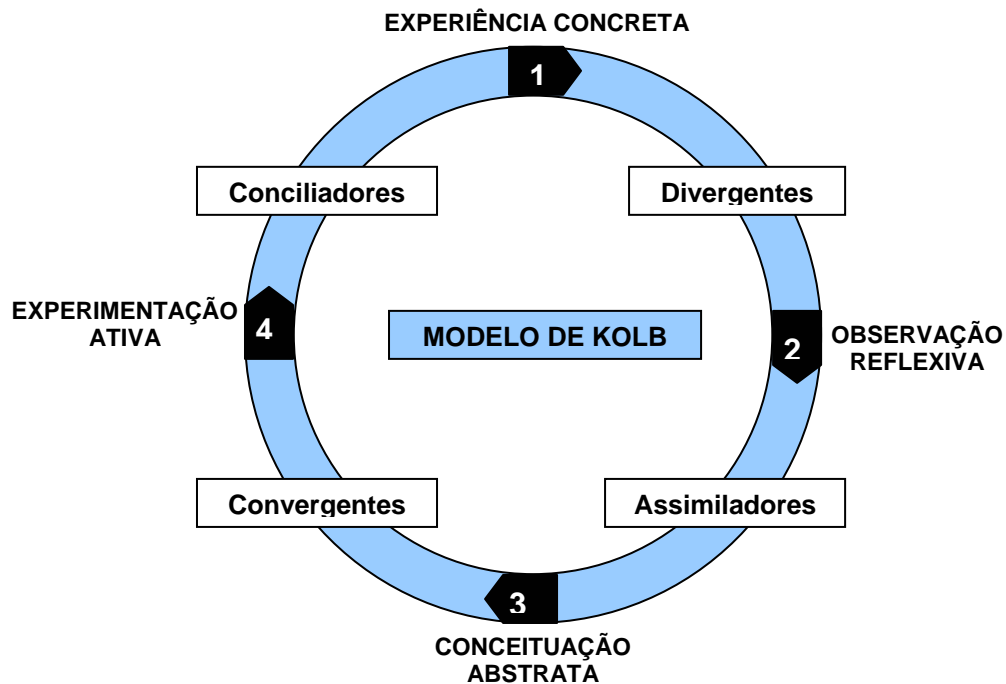 EXPERIÊNCIA CONCRETA
1
Conciliadores
Divergentes
EXPERIMENTAÇÃO
ATIVA
4
MODELO DE KOLB
2
OBSERVAÇÃO
REFLEXIVA
Convergentes
Assimiladores
3
CONCEITUAÇÃO
ABSTRATA